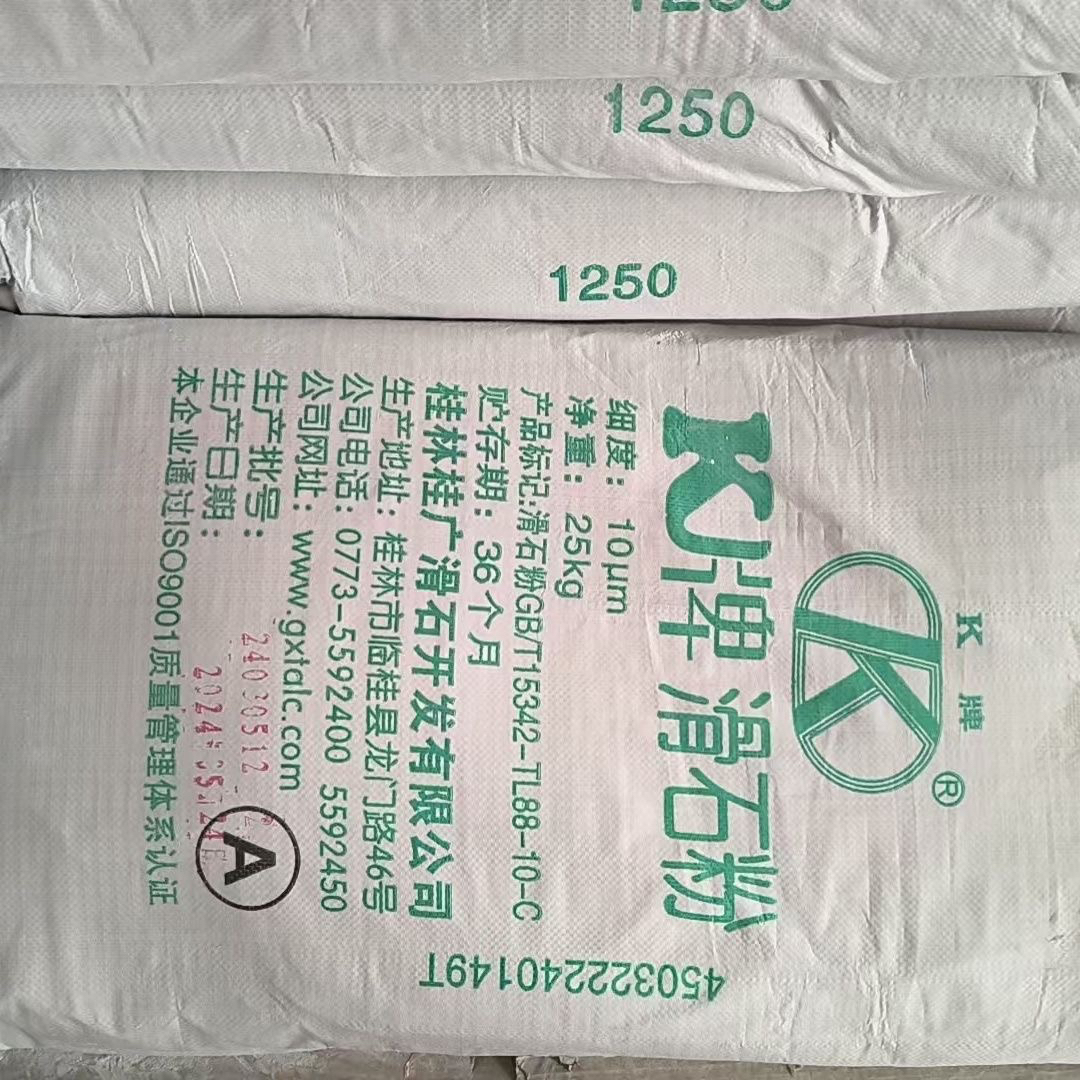 1250
1250
1250
K牌
K
®
K牌滑石粉
细度：10μm
净重：25kg
产品标记:滑石粉GB/T15342-TL88-10-C
贮存期：36个月
桂林桂广滑石开发有限公司
生产地址：桂林市临桂县龙门路46号
公司电话：0773-5592400 5592450
公司网址：www.gxtalc.com
生产批号：
生产日期：
本企业通过ISO9001质量管理体系认证
A
450322240149T